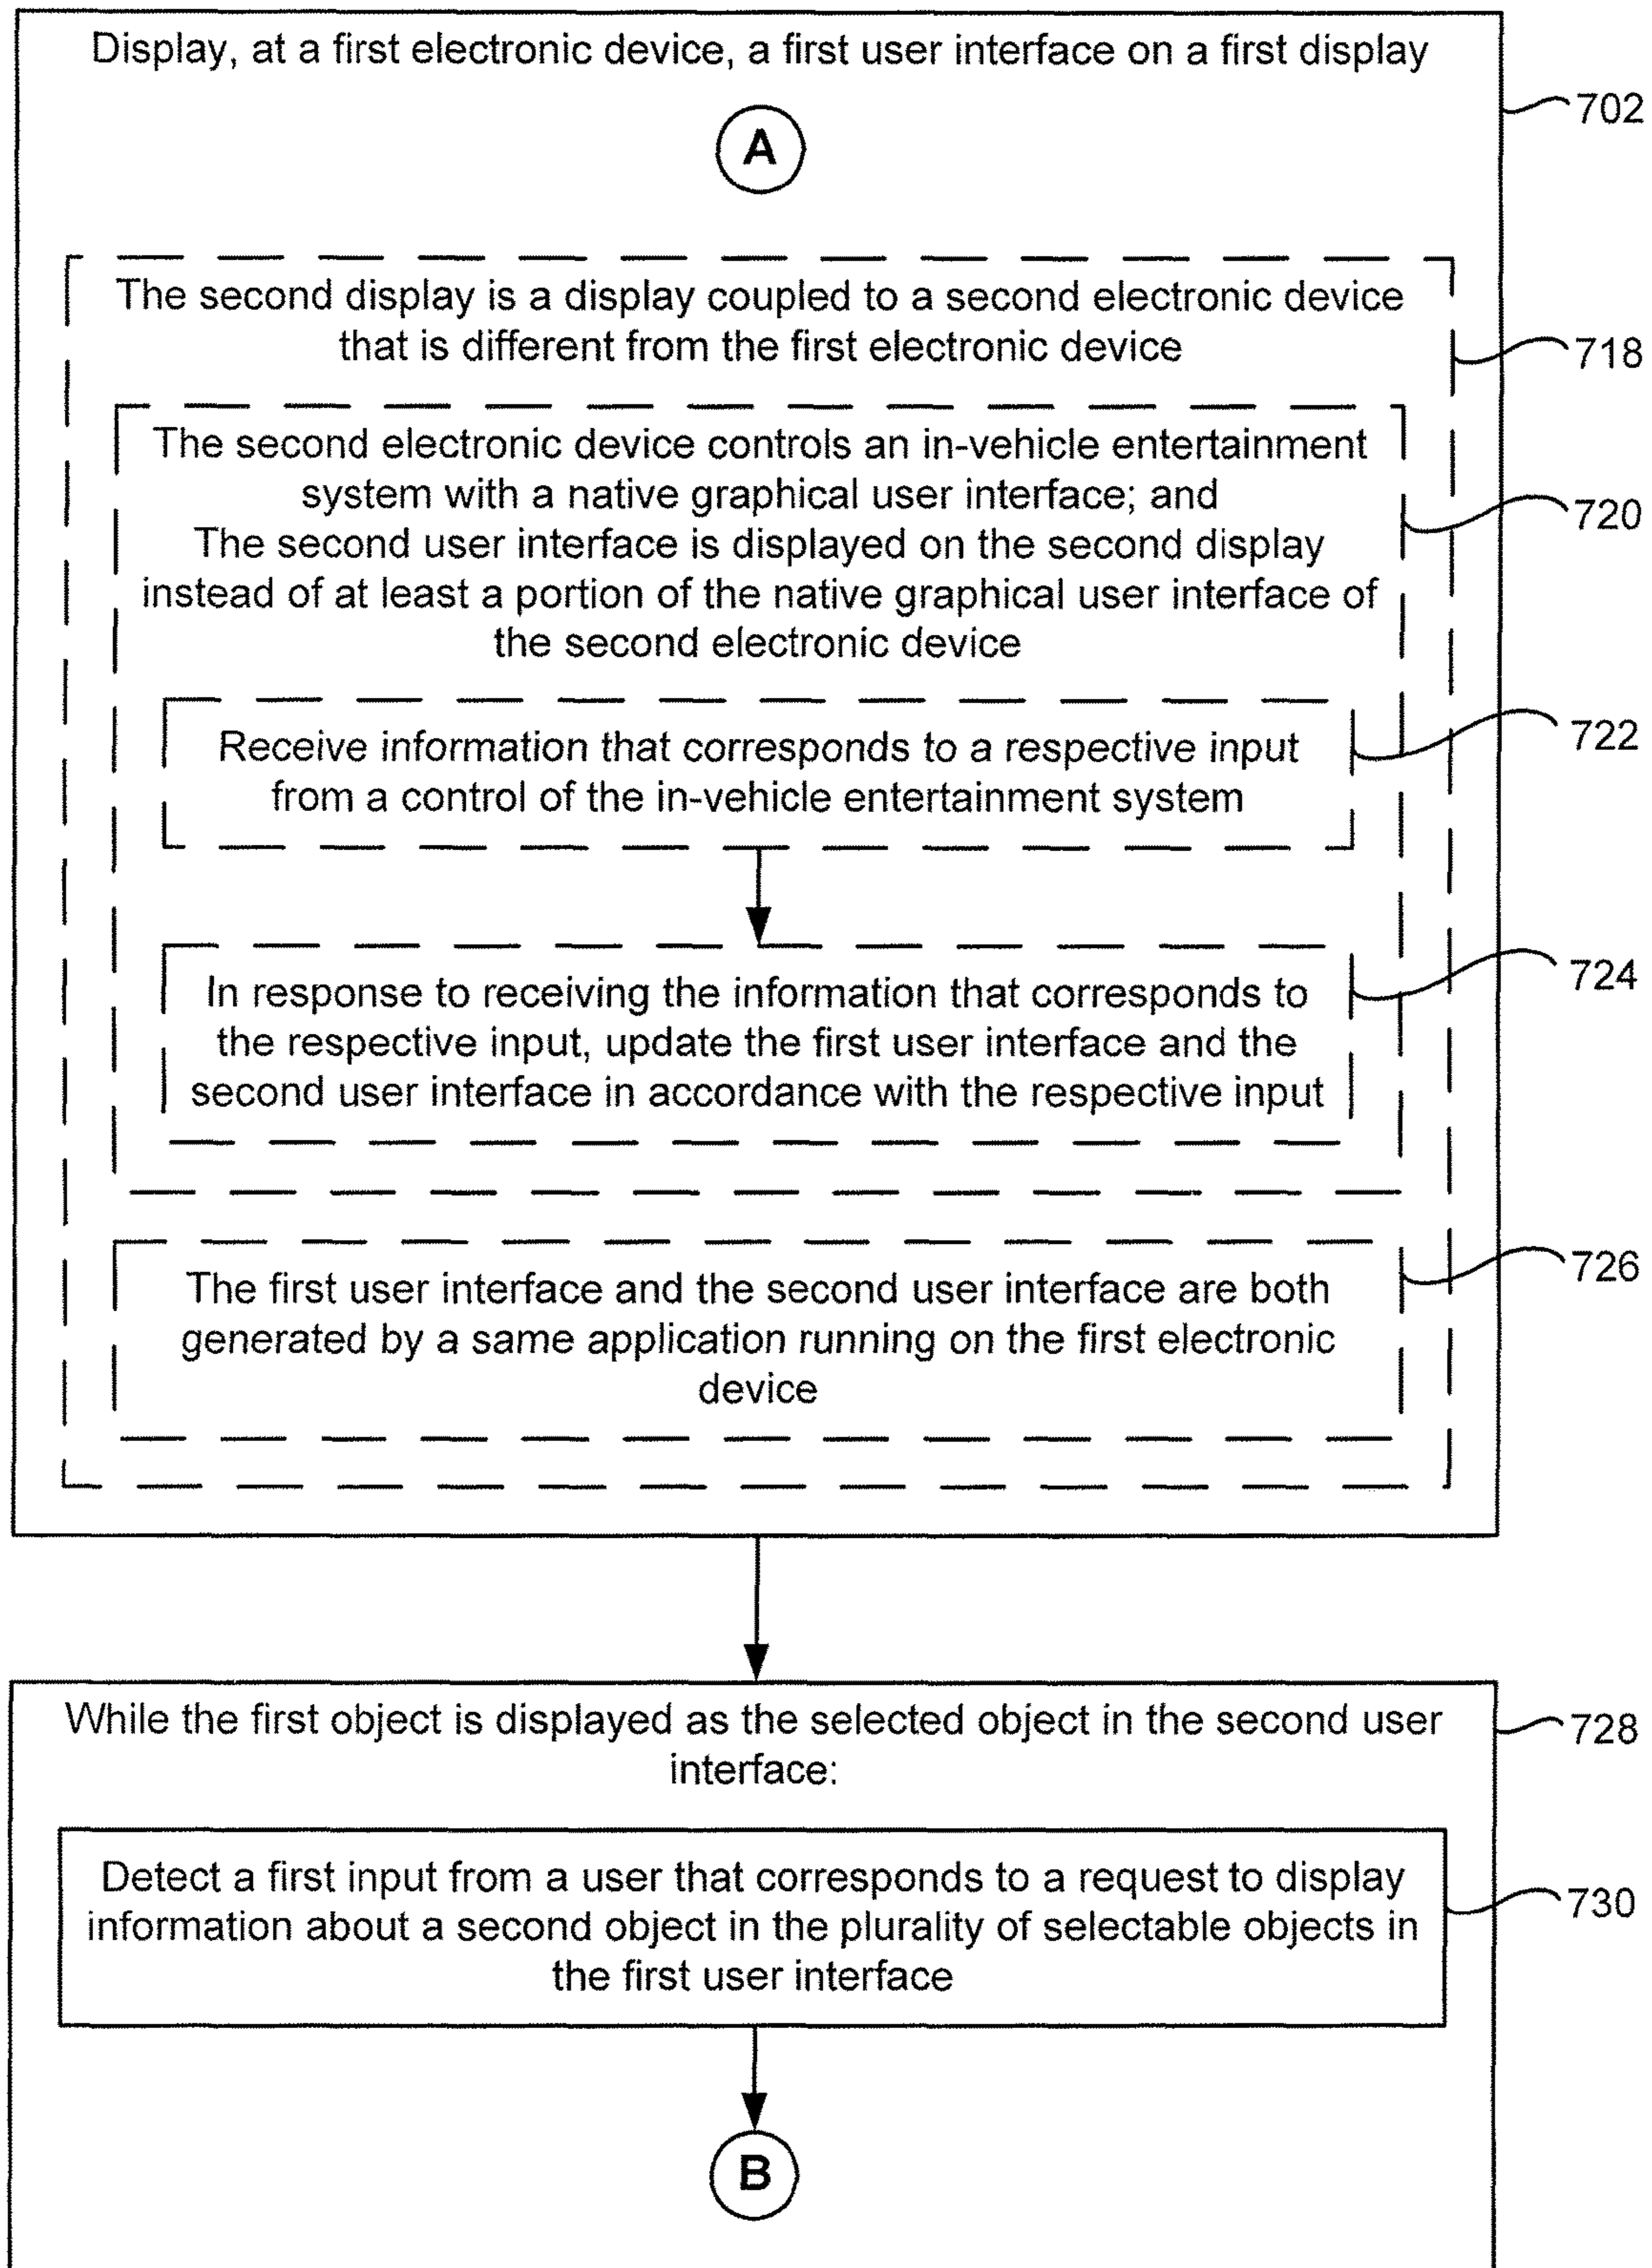 Display, at a first electronic device, a first user interface on a first display
702
A
The second display is a display coupled to a second electronic device
that is different from the first electronic device
718
The second electronic device controls an in-vehicle entertainment
system with a native graphical user interface; and
The second user interface is displayed on the second display
instead of at least a portion of the native graphical user interface of
the second electronic device
720
Receive information that corresponds to a respective input
from a control of the in-vehicle entertainment system
722
In response to receiving the information that corresponds to
the respective input, update the first user interface and the
second user interface in accordance with the respective input
724
The first user interface and the second user interface are both
generated by a same application running on the first electronic
device
726
While the first object is displayed as the selected object in the second user
interface:
728
Detect a first input from a user that corresponds to a request to display
information about a second object in the plurality of selectable objects in
the first user interface
730
B